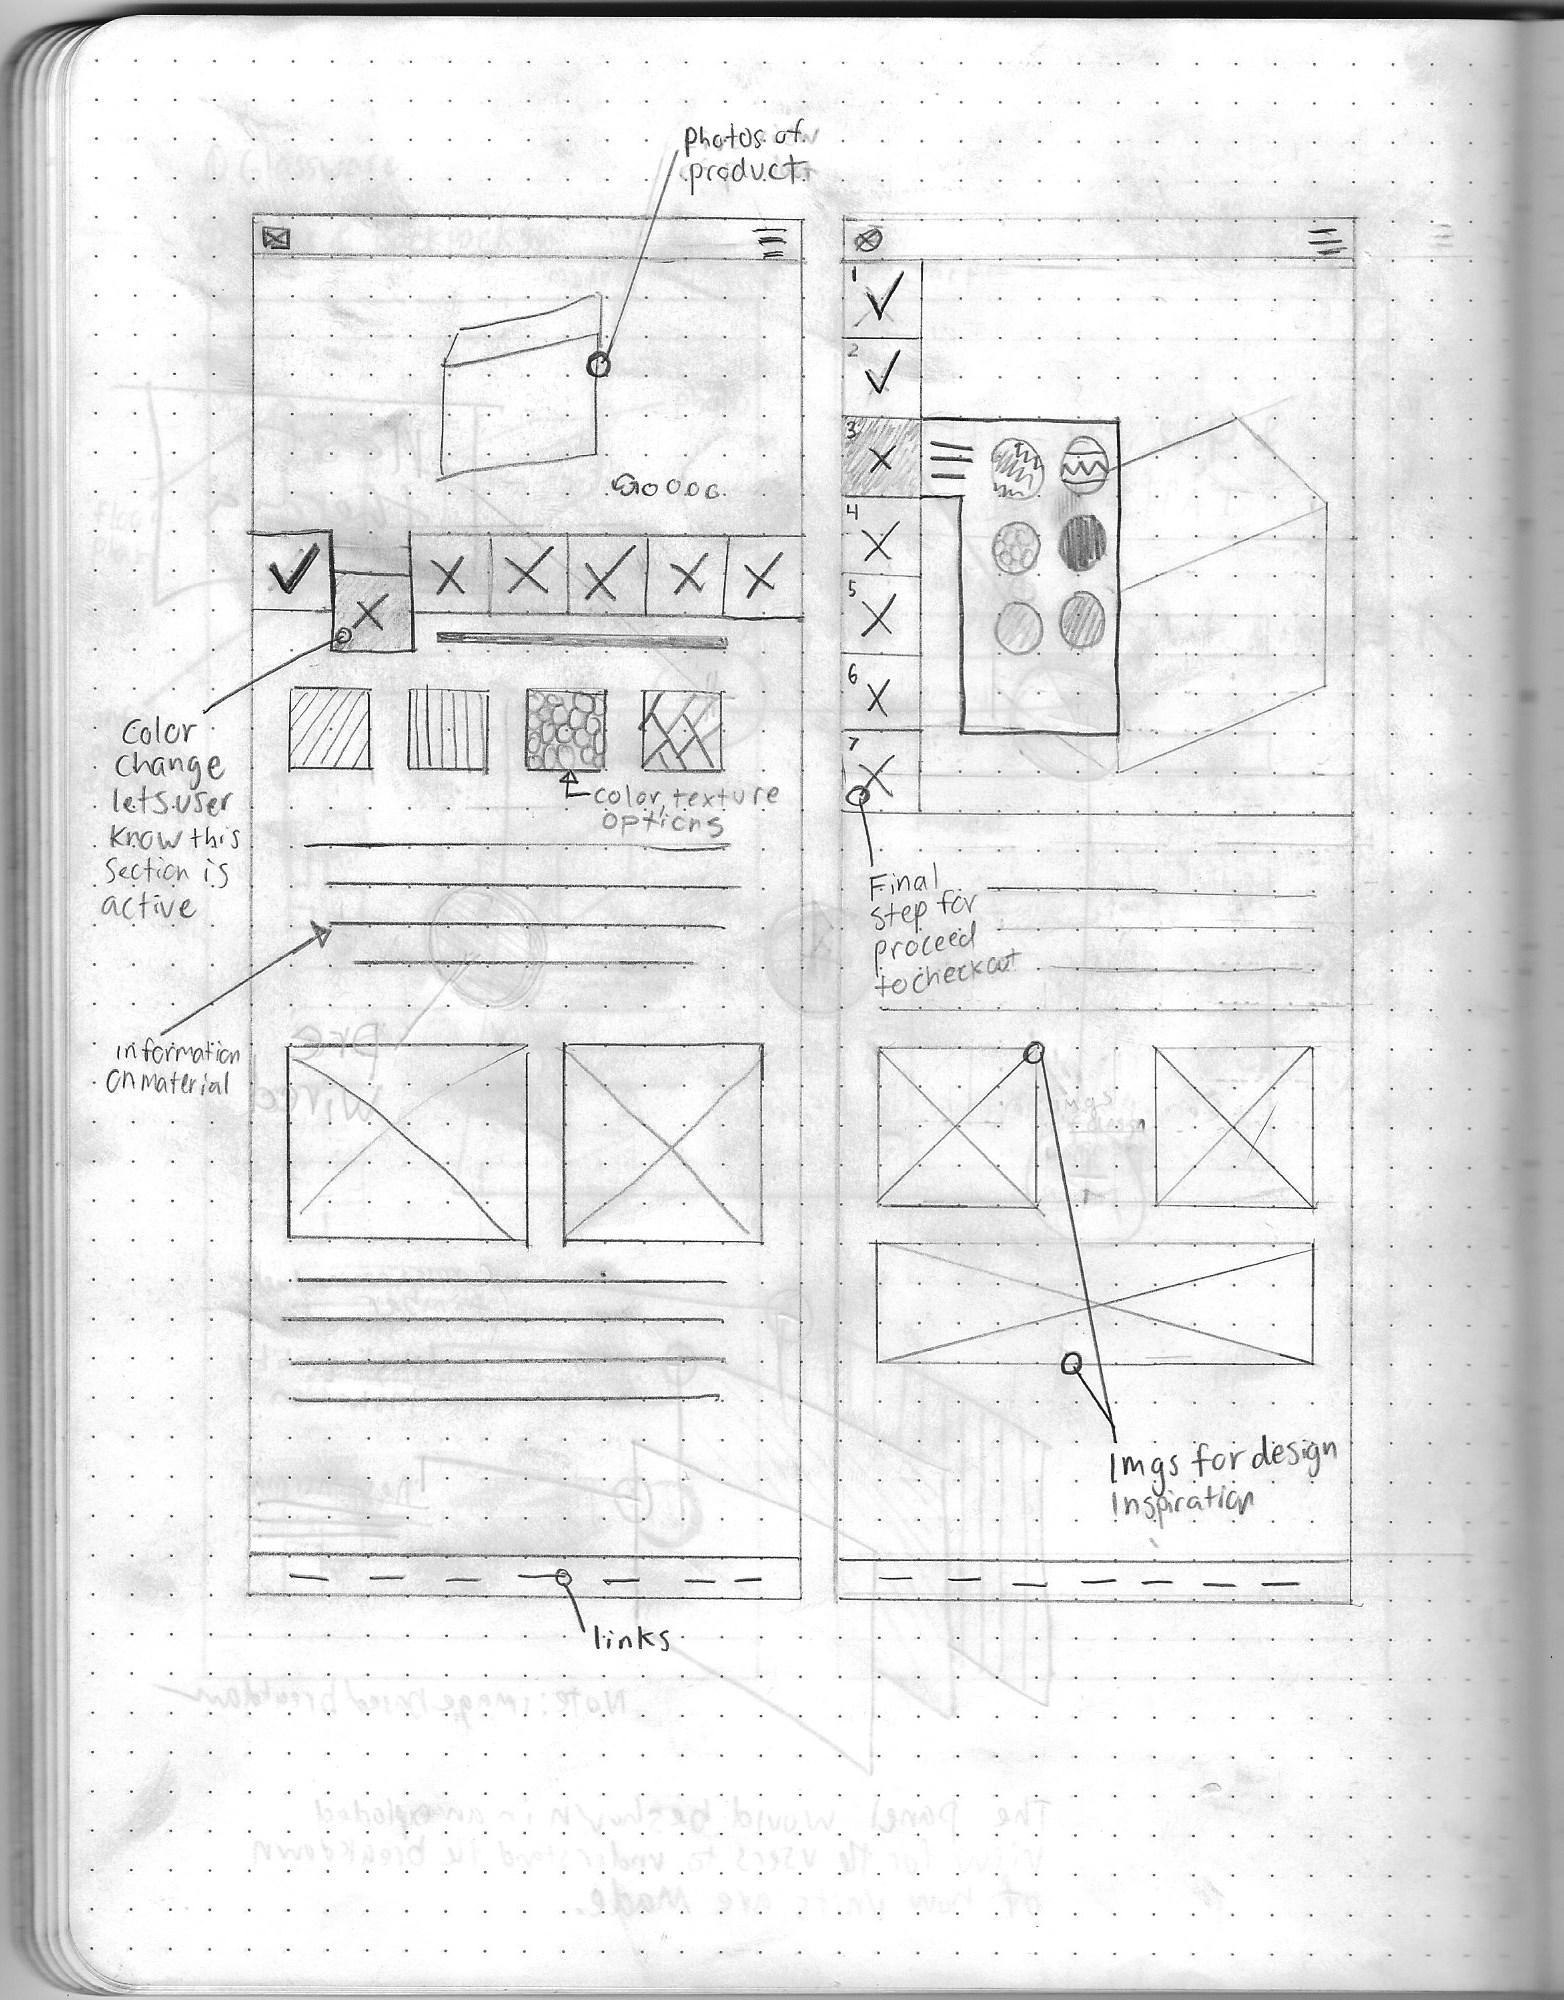 photos of
product
1
2
3
4
5
6
7
Color
change
lets user
know this
section is
active
color, texture
options
information
on material
Final
step for
proceed
to checkout
Imgs for design
Inspiration
links